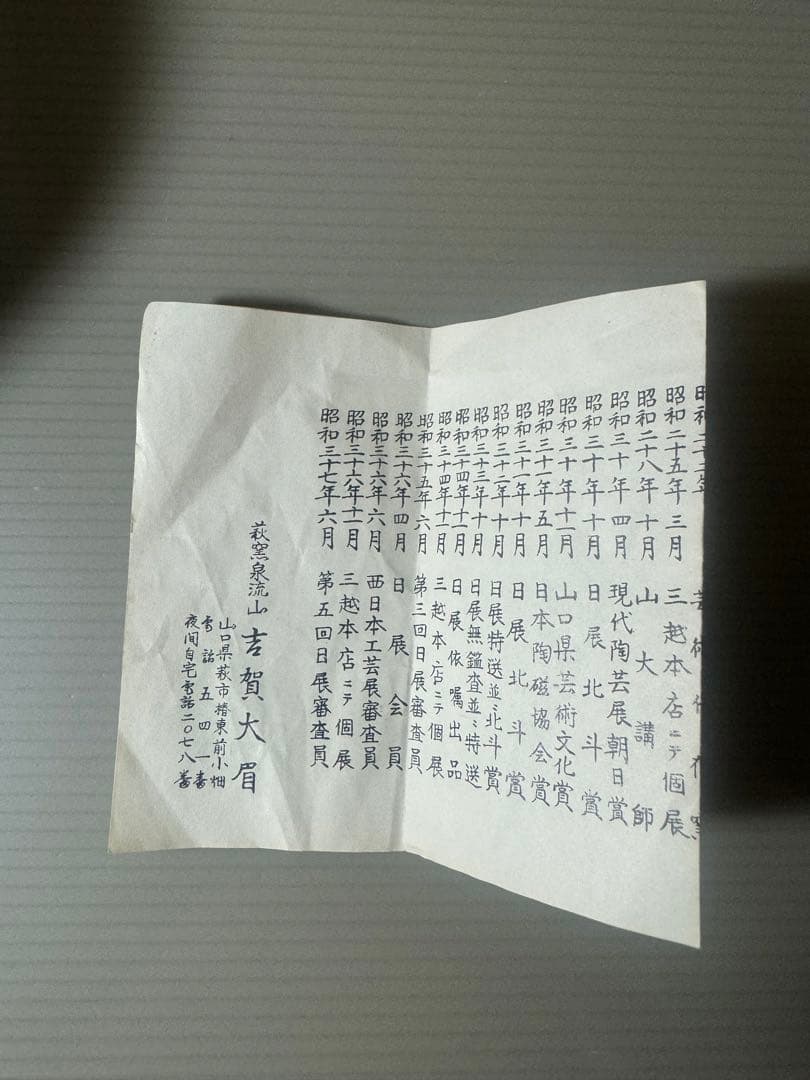 三越本店ニテ個展 昭和二十五年三月
昭和二十八年十月 山大講師
昭和三十年四月 現代陶芸展朝日賞
昭和三十年十月 日展北斗賞
昭和三十年十一月 山口県芸術文化賞
昭和三十一年五月 日本陶磁協会賞
昭和三十一年十月 日展北斗賞
昭和三十二年十月 日展特送並ニ北斗賞
昭和三十三年十月 日展無鑑査並ニ特送
昭和三十四年十一月 日展依嘱出品
昭和三十四年十二月 三越本店ニテ個展
昭和三十五年六月 第三回日展審査員
昭和三十六年四月 日展会員
昭和三十六年六月 西日本工芸展審査員
昭和三十六年十一月 三越本店ニテ個展
昭和三十七年六月 第五回日展審査員
萩窯泉流山 吉賀大眉
山口県萩市椿東前小畑
電話 五四一番
夜間自宅電話二〇七八番